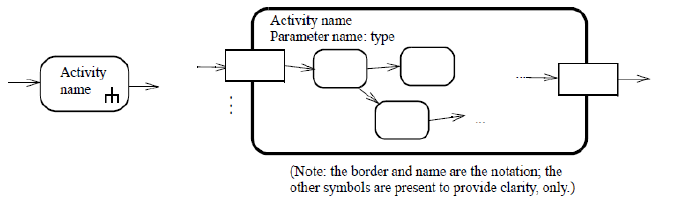 Activity
name
Activity name
Parameter name: type
...
...
...
(Note: the border and name are the notation; the
other symbols are present to provide clarity, only.)